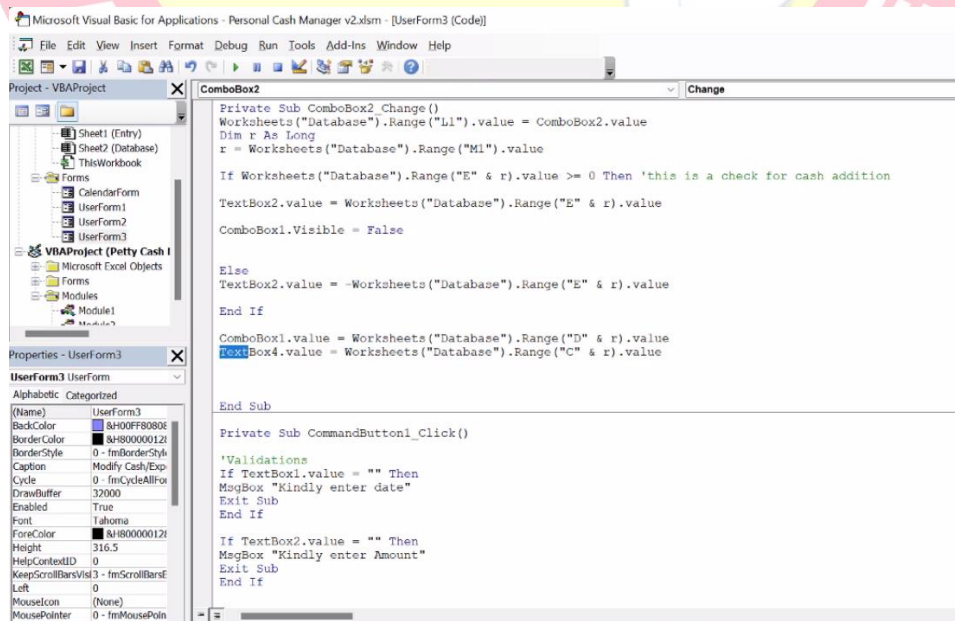 Microsoft Visual Basic for Applications - Personal Cash Manager v2.xlsm - [UserForm3 (Code)]
File Edit View Insert Format Debug Run Tools Add-Ins Window Help
Project - VBAProject
Sheet1 (Entry)
Sheet2 (Database)
ThisWorkbook
Forms
CalendarForm
UserForm1
UserForm2
UserForm3
VBAProject (Petty Cash
Microsoft Excel Objects
Forms
Modules
Module1
Properties - UserForm3
UserForm3 UserForm
Alphabetic Categorized
(Name) UserForm3
BackColor &H00FF8080&
BorderColor &H80000012&
BorderStyle 0 - fmBorderStyle
Caption Modify Cash/Exp
Cycle 0 - fmCycleAllFor
DrawBuffer 32000
Enabled True
Font Tahoma
ForeColor &H80000012&
Height 316.5
HelpContextID 0
KeepScrollBarsVisi 3 - fmScrollBarsE
Left 0
MouseIcon (None)
MousePointer 0 - fmMousePoin
ComboBox2 Change
Private Sub ComboBox2_Change()
Worksheets("Database").Range("L1").value = ComboBox2.value
Dim r As Long
r = Worksheets("Database").Range("M1").value
If Worksheets("Database").Range("E" & r).value >= 0 Then 'this is a check for cash addition
TextBox2.value = Worksheets("Database").Range("E" & r).value
ComboBox1.Visible = False
Else
TextBox2.value = -Worksheets("Database").Range("E" & r).value
End If
ComboBox1.value = Worksheets("Database").Range("D" & r).value
TextBox4.value = Worksheets("Database").Range("C" & r).value
End Sub
Private Sub CommandButton1_Click()
'Validations
If TextBox1.value = "" Then
MsgBox "Kindly enter date"
Exit Sub
End If
If TextBox2.value = "" Then
MsgBox "Kindly enter Amount"
Exit Sub
End If